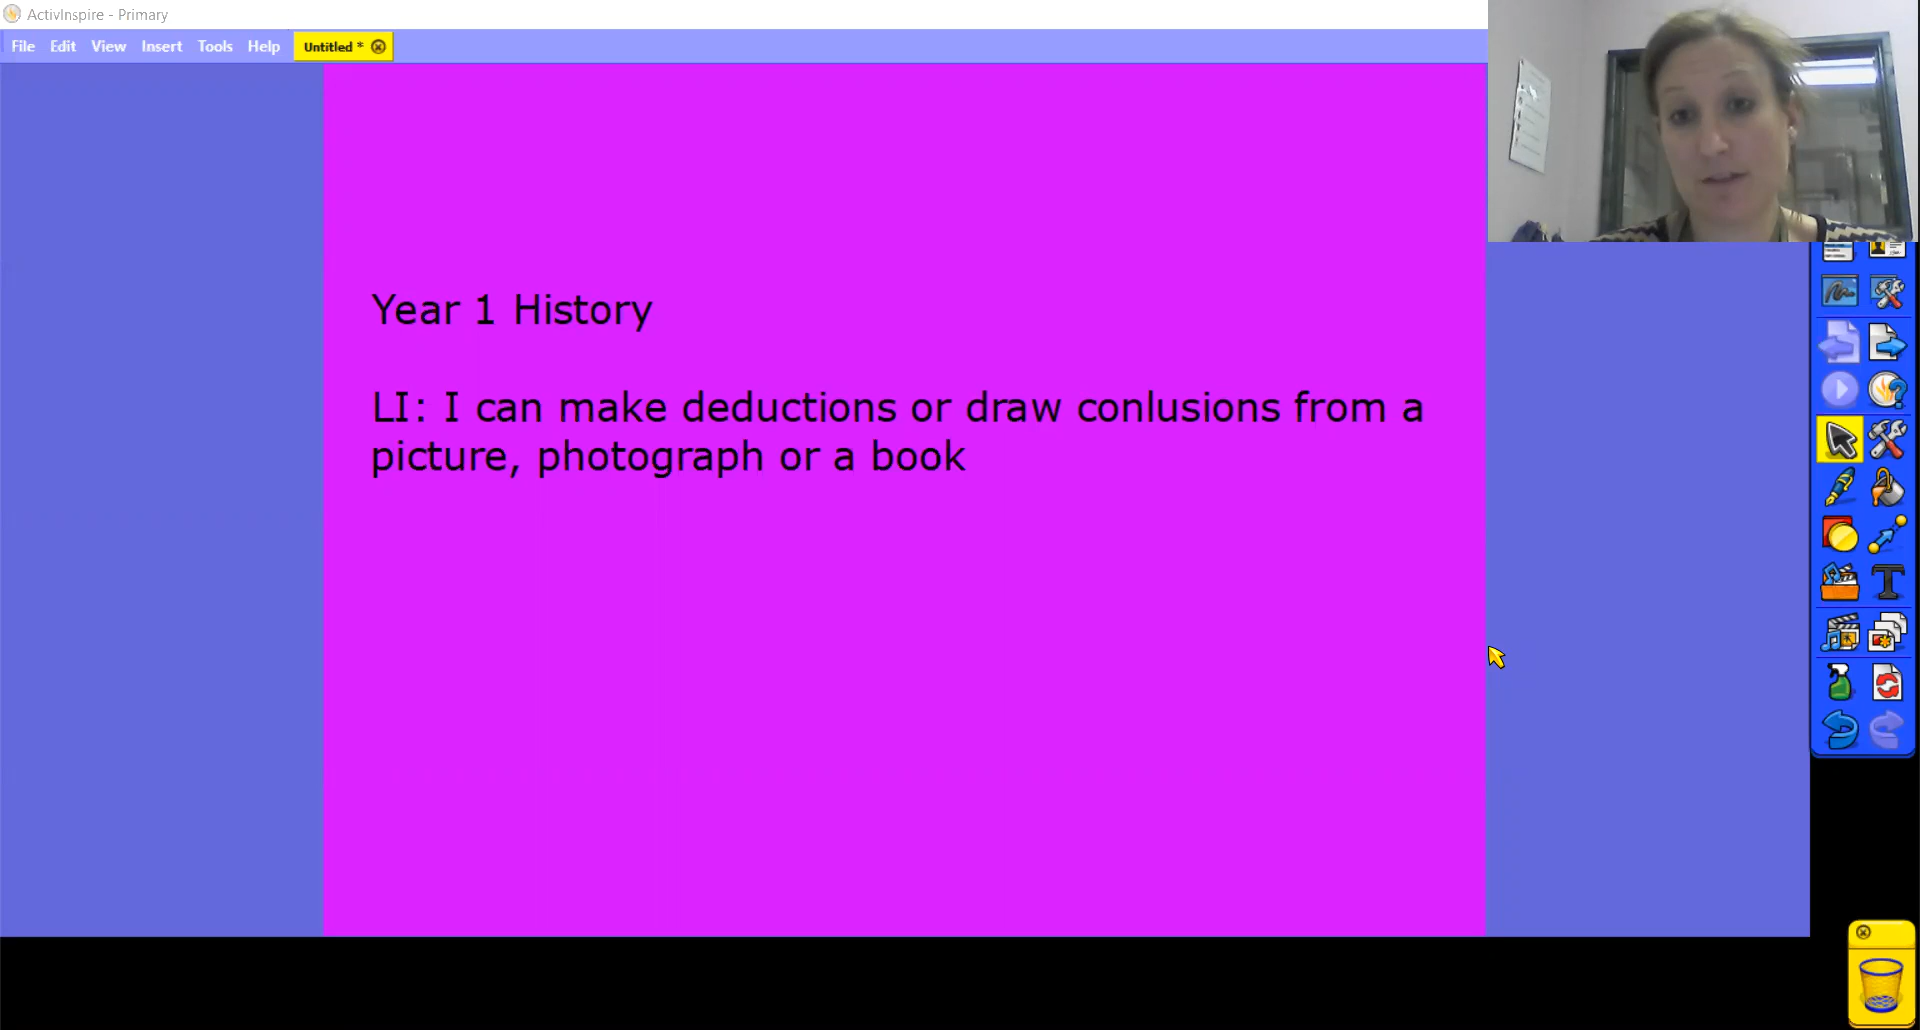 ActivInspire - Primary
File Edit View Insert Tools Help Untitled *
Year 1 History
LI: I can make deductions or draw conlusions from a
picture, photograph or a book